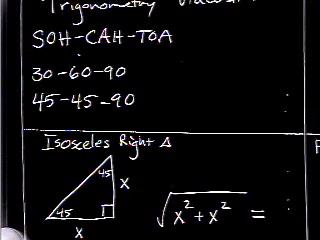 Trigonometry
SOH-CAH-TOA
30-60-90
45-45-90
Isosceles Right Δ
45
x
45
x
√x²+x² =